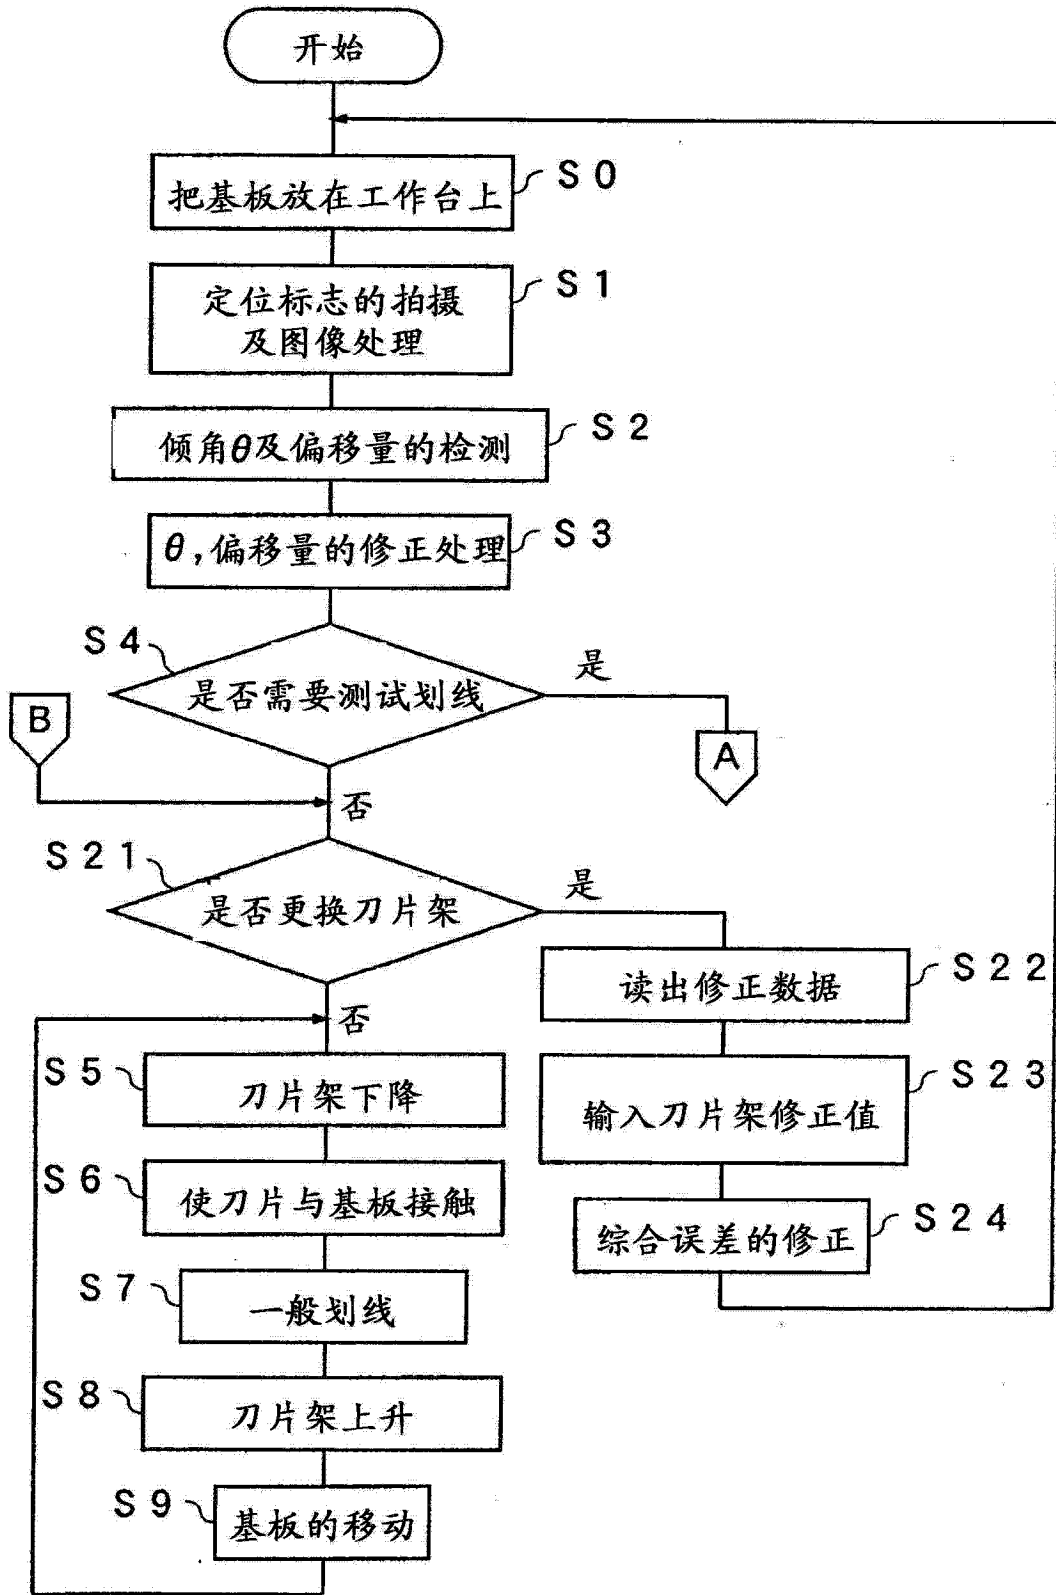 开始
把基板放在工作台上
S0
定位标志的拍摄
及图像处理
S1
倾角θ及偏移量的检测
S2
θ,偏移量的修正处理
S3
S4
是否需要测试划线
是
A
B
否
S21
是否更换刀片架
是
否
读出修正数据
S22
输入刀片架修正值
S23
综合误差的修正
S24
S5
刀片架下降
S6
使刀片与基板接触
S7
一般划线
S8
刀片架上升
S9
基板的移动